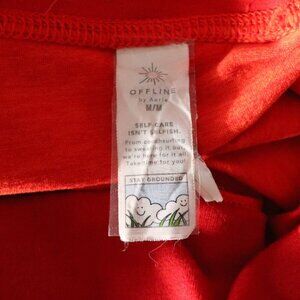 OFFLINE
by Aerie
M/M
SELF-CARE
ISN'T SELFISH.
From couchsurfing
to sweating it out,
we're here for it all.
Take time for you!
STAY GROUNDED